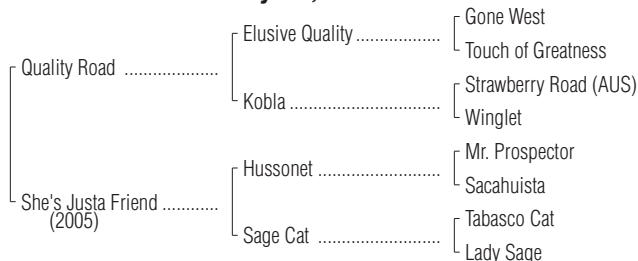 Gone West
Elusive Quality ..................
Touch of Greatness
Quality Road ....................
Strawberry Road (AUS)
Kobla ................................
Winglet
Mr. Prospector
Hussonet ..........................
Sacahuista
She's Justa Friend ............
(2005)
Tabasco Cat
Sage Cat ..........................
Lady Sage